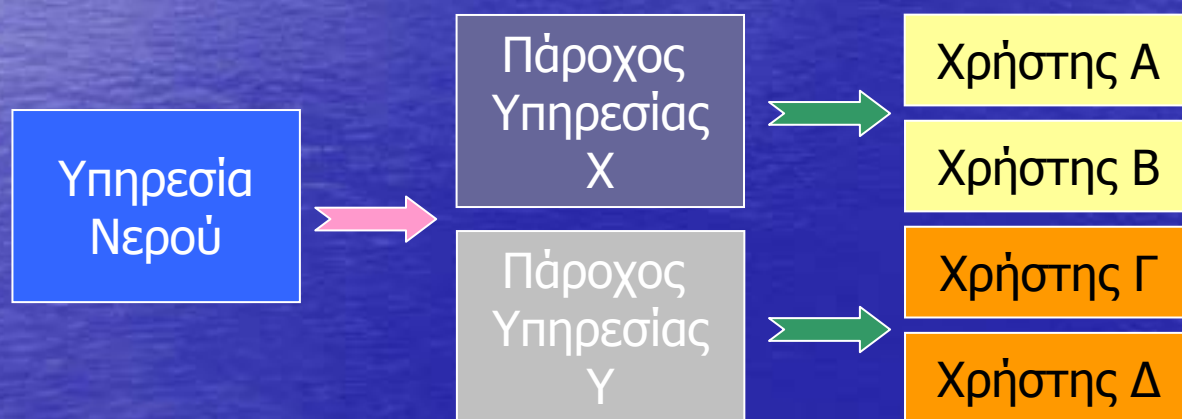 Υπηρεσία
Νερού
Πάροχος
Υπηρεσίας
Χ
Πάροχος
Υπηρεσίας
Υ
Χρήστης Α
Χρήστης Β
Χρήστης Γ
Χρήστης Δ